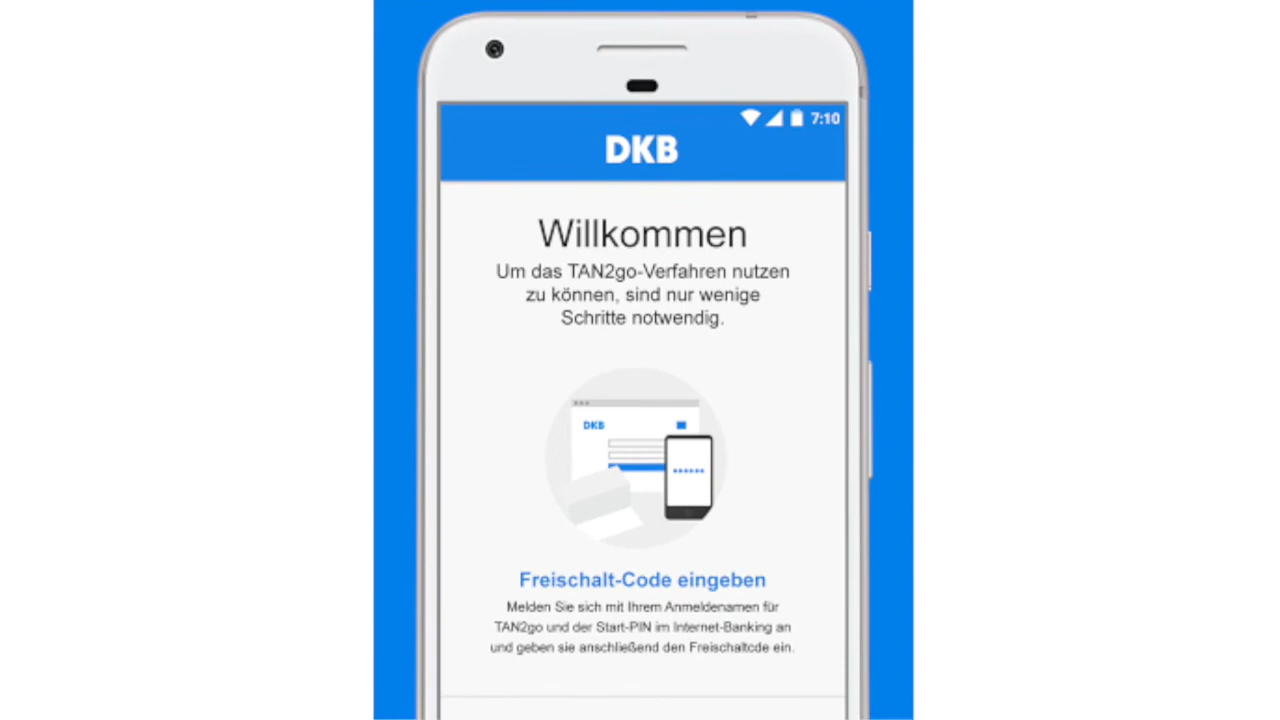 7:10
DKB
Willkommen
Um das TAN2go-Verfahren nutzen
zu können, sind nur wenige
Schritte notwendig.
DKB
Freischalt-Code eingeben
Melden Sie sich mit Ihrem Anmeldenamen für
TAN2go und der Start-PIN im Internet-Banking an
und geben sie anschließend den Freischaltcde ein.